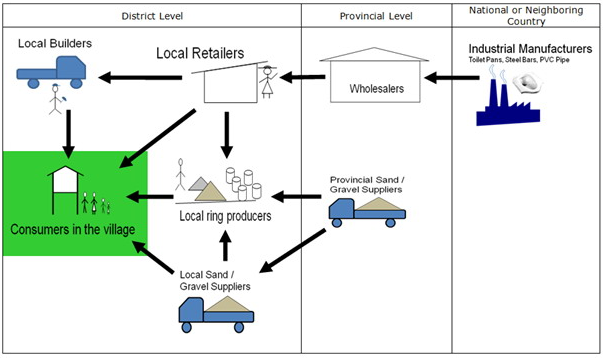 District Level
Provincial Level
National or Neighboring
Country
Local Builders
Local Retailers
Industrial Manufacturers
Toilet Pans, Steel Bars, PVC Pipe
Wholesalers
Provincial Sand /
Gravel Suppliers
Local ring producers
Consumers in the village
Local Sand /
Gravel Suppliers